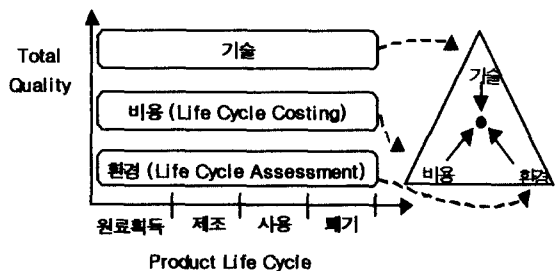 Total
Quality
기술
비용 (Life Cycle Costing)
환경 (Life Cycle Assessment)
원료획득 제조 사용 폐기
Product Life Cycle
기술
비용 환경